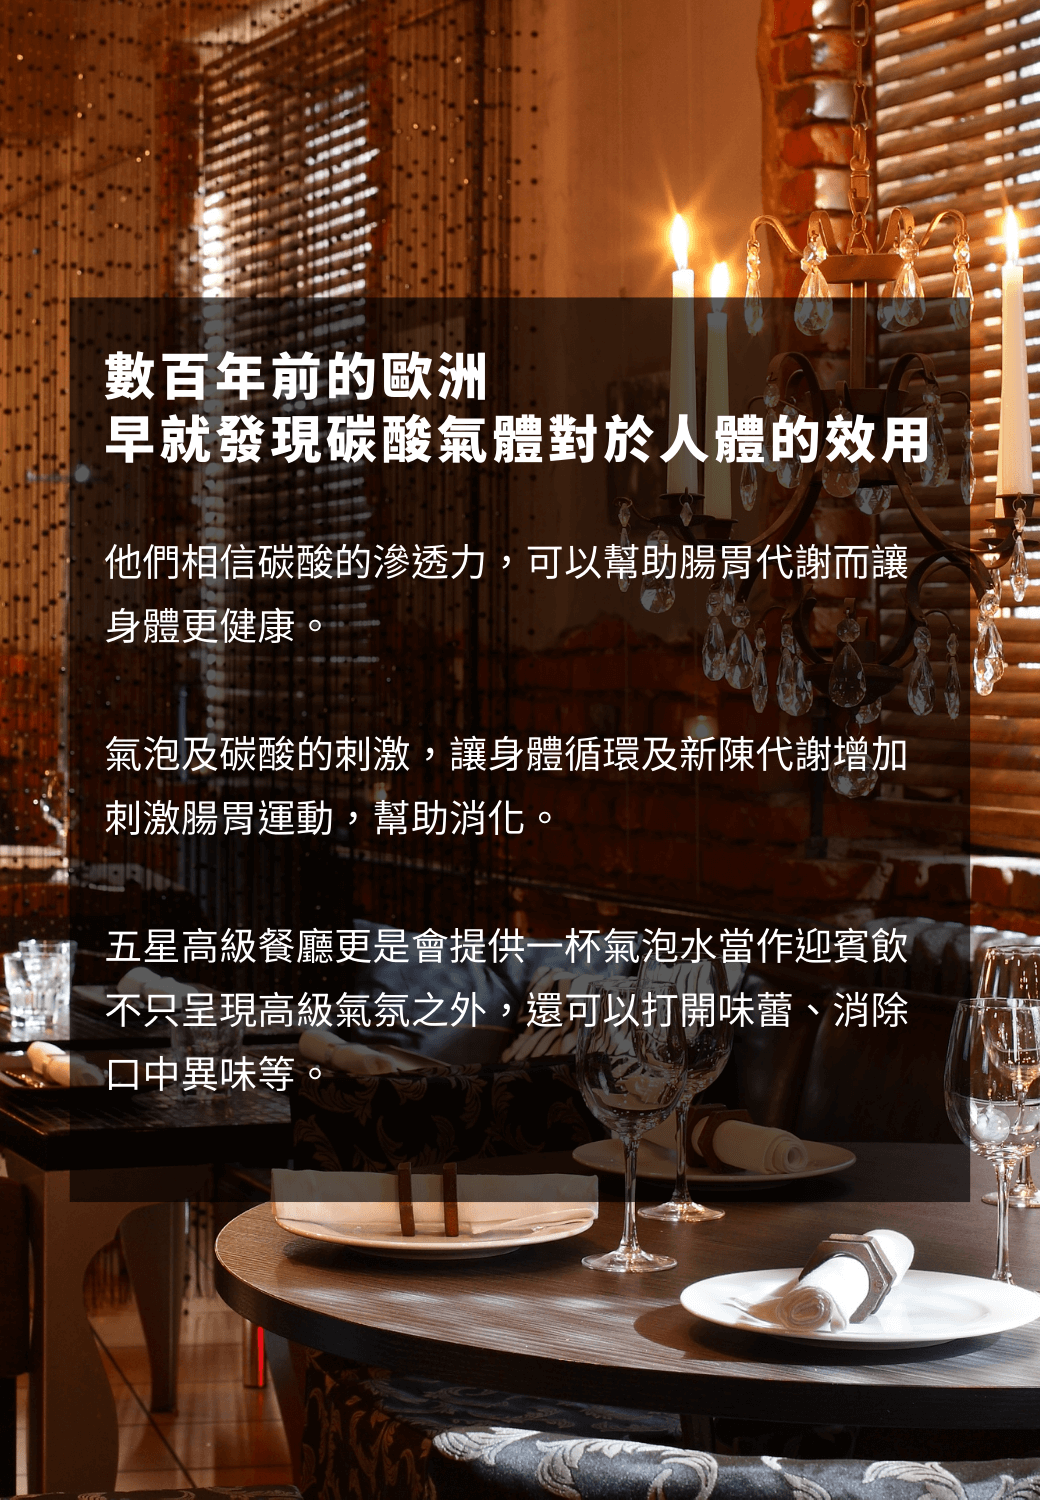 數百年前的歐洲
早就發現碳酸氣體對於人體的效用
他們相信碳酸的滲透力，可以幫助腸胃代謝而讓
身體更健康。
氣泡及碳酸的刺激，讓身體循環及新陳代謝增加
刺激腸胃運動，幫助消化。
五星高級餐廳更是會提供一杯氣泡水當作迎賓飲
不只呈現高級氣氛之外，還可以打開味蕾、消除
口中異味等。